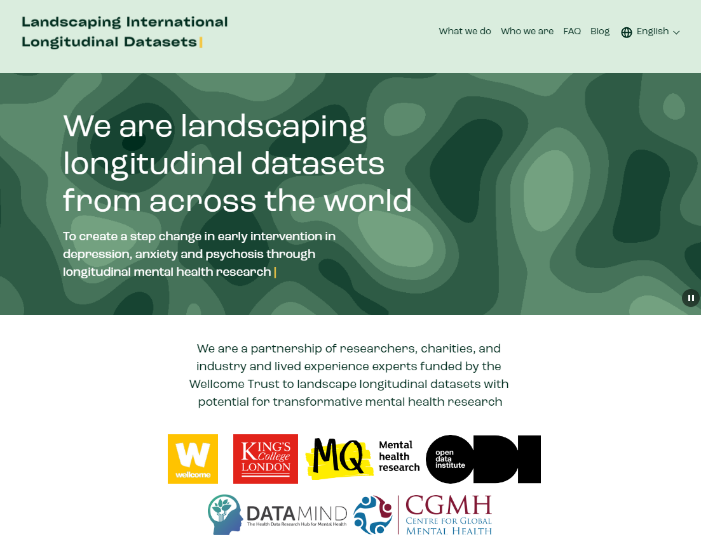 Landscaping International
Longitudinal Datasets
What we do Who we are FAQ Blog English
We are landscaping
longitudinal datasets
from across the world
To create a step change in early intervention in
depression, anxiety and psychosis through
longitudinal mental health research
We are a partnership of researchers, charities, and
industry and lived experience experts funded by the
Wellcome Trust to landscape longitudinal datasets with
potential for transformative mental health research
W
wellcome
KING'S
College
LONDON
MQ
Mental
health
research
open
data
institute
DATAMIND
The Health Data Research Hub for Mental Health
CGMH
CENTRE FOR GLOBAL
MENTAL HEALTH